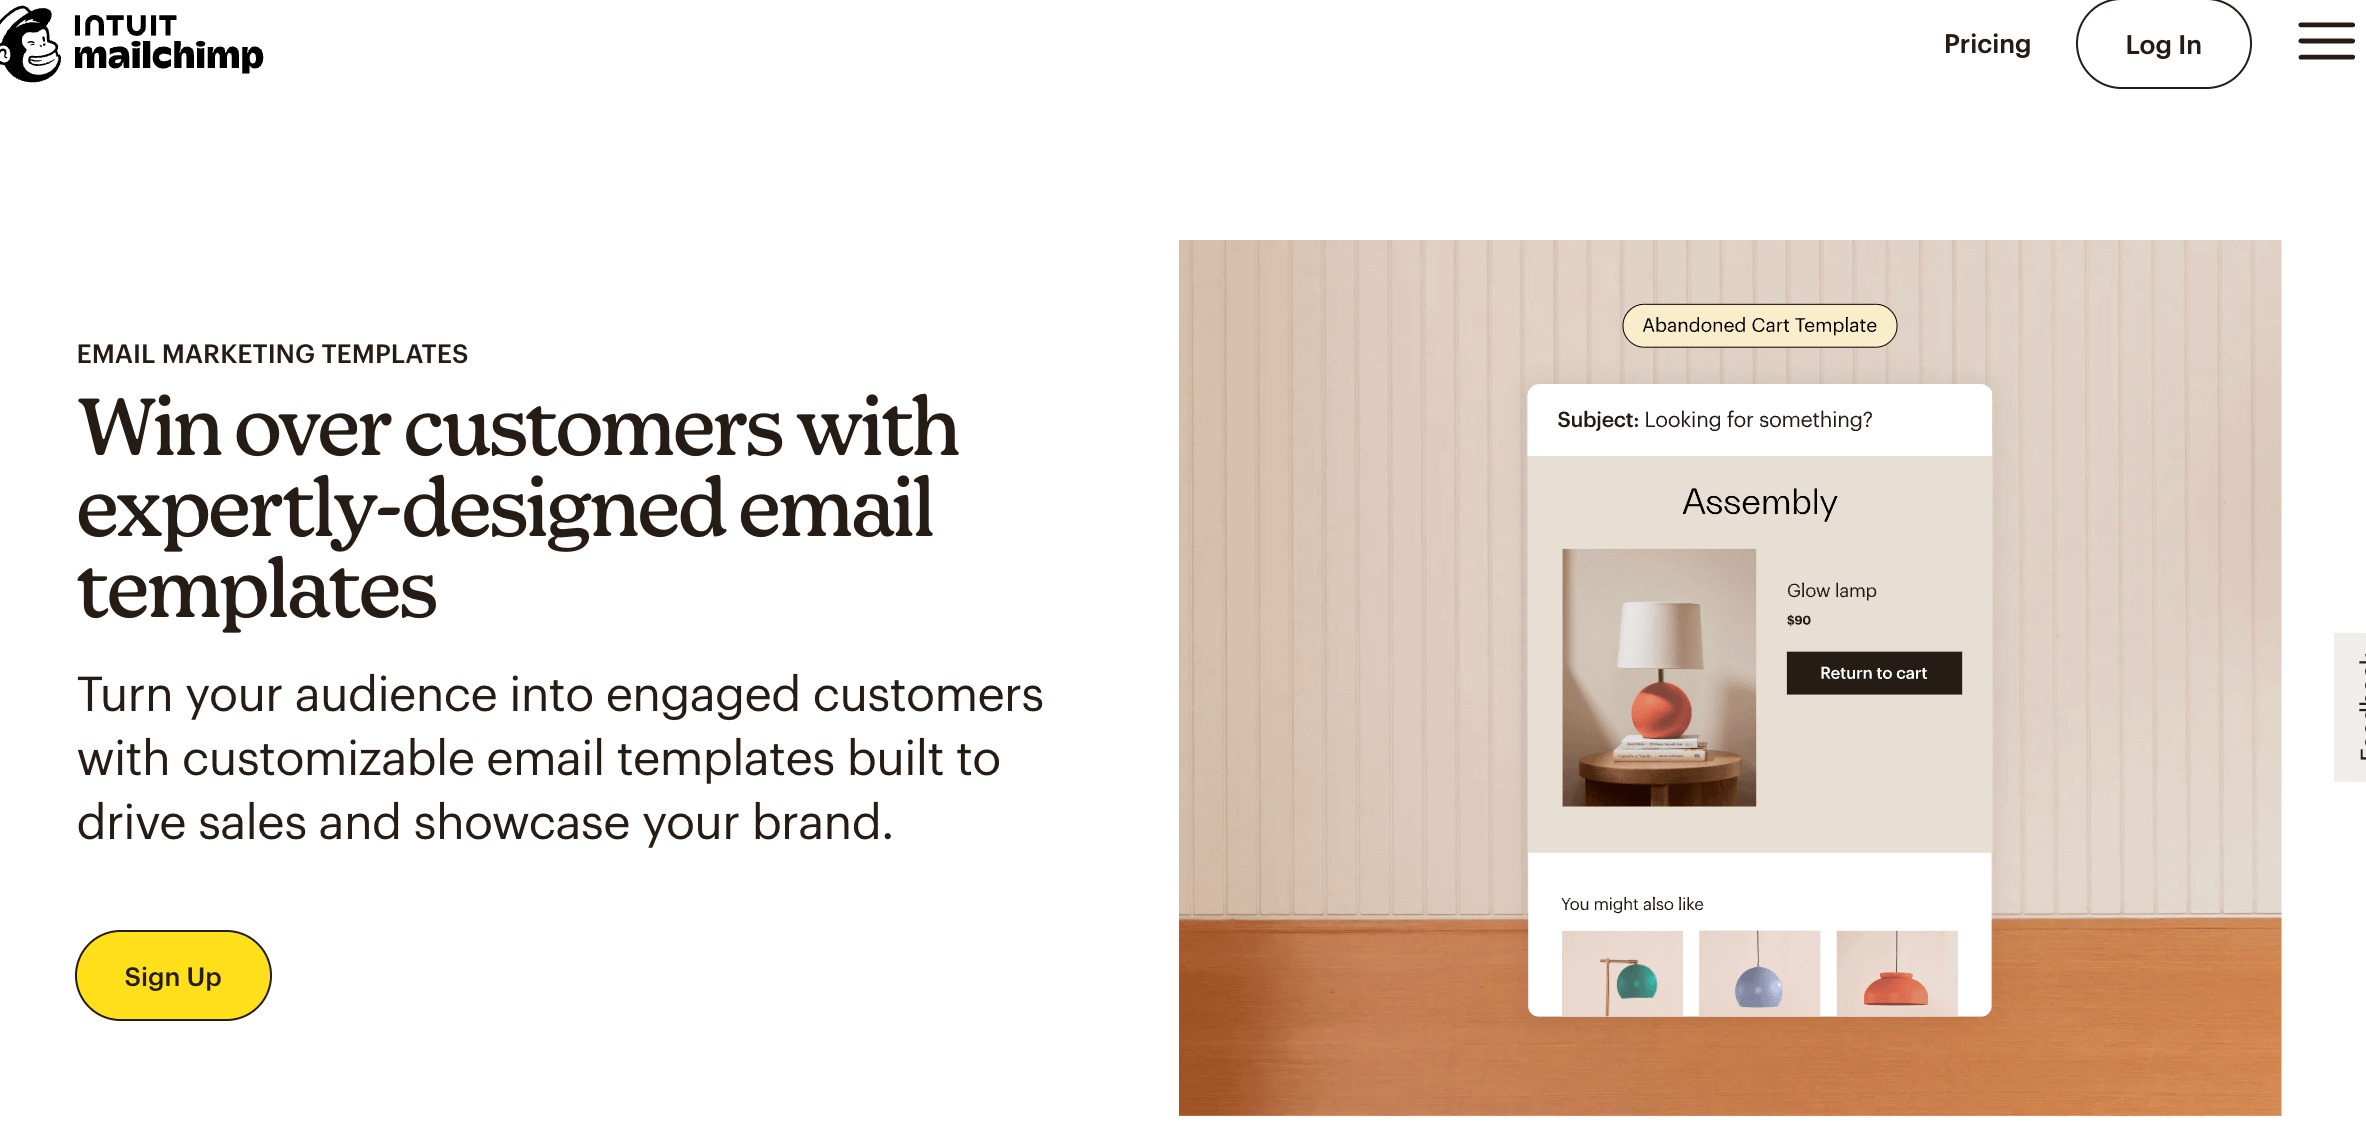 INTUIT
mailchimp
Pricing
Log In
EMAIL MARKETING TEMPLATES
Win over customers with
expertly-designed email
templates
Turn your audience into engaged customers
with customizable email templates built to
drive sales and showcase your brand.
Sign Up
Abandoned Cart Template
Subject: Looking for something?
Assembly
Glow lamp
$90
Return to cart
You might also like